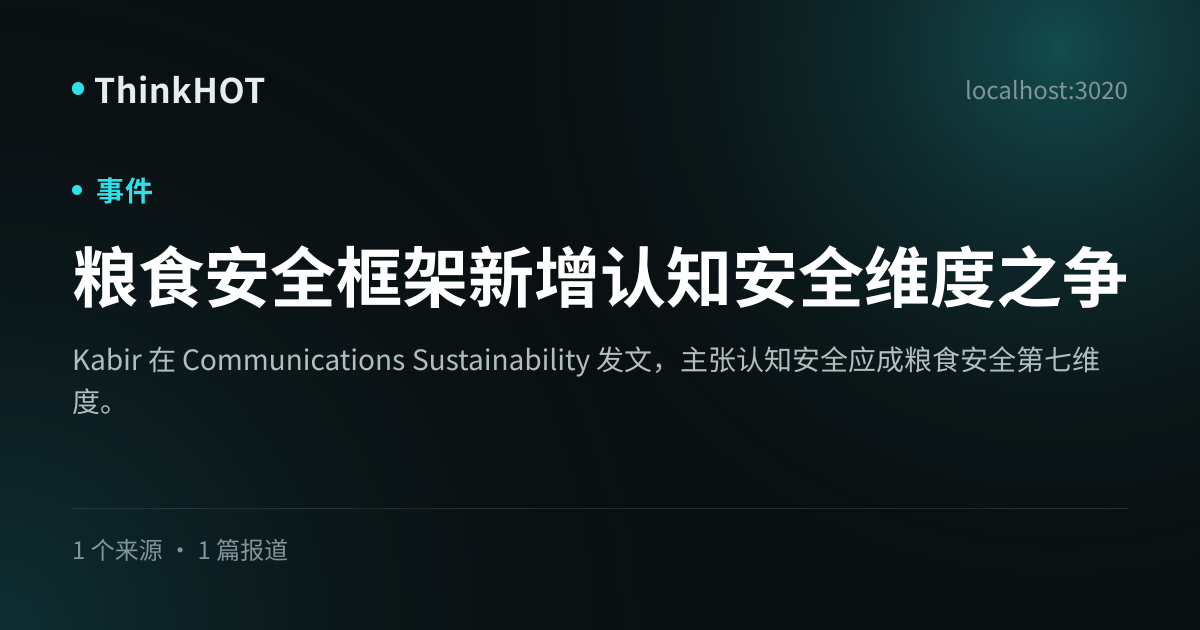 ThinkHOT
localhost:3020
事件
粮食安全框架新增认知安全维度之争
Kabir 在 Communications Sustainability 发文，主张认知安全应成粮食安全第七维
度。
1 个来源 · 1 篇报道